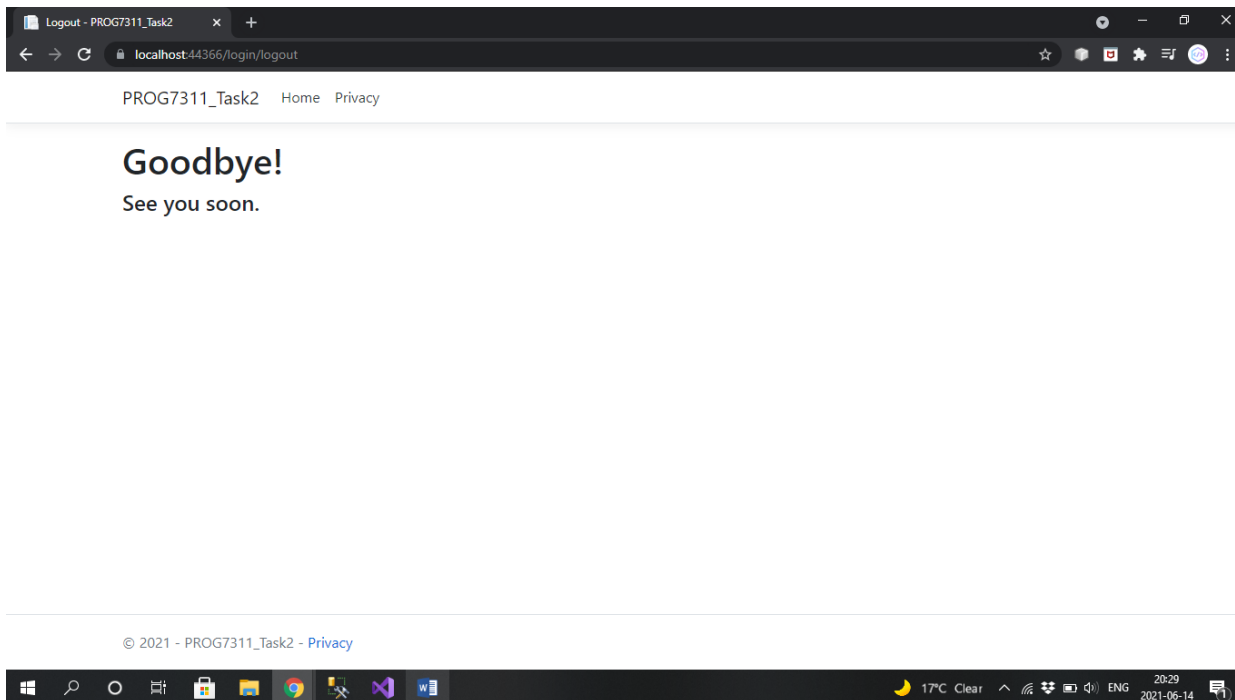 Logout - PROG7311_Task2
localhost:44366/login/logout
PROG7311_Task2 Home Privacy
Goodbye!
See you soon.
© 2021 - PROG7311_Task2 - Privacy
17°C Clear ENG
20:29
2021-06-14